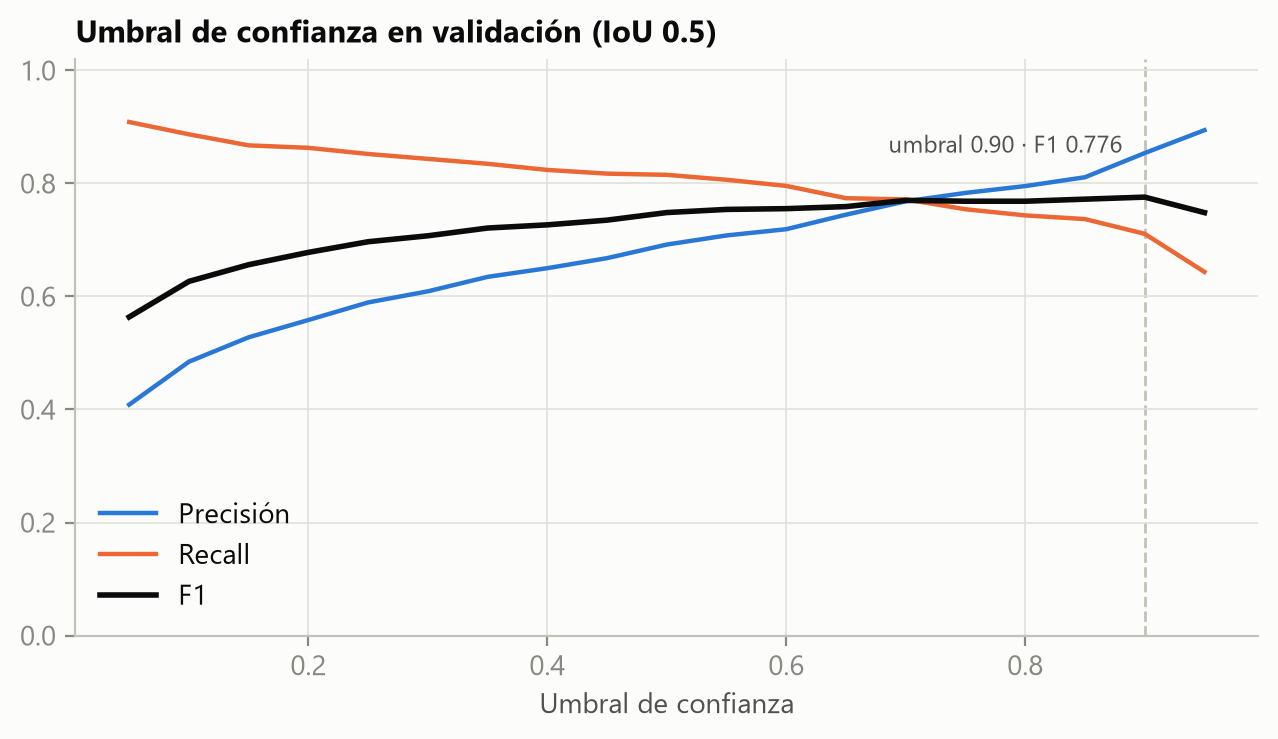 Umbral de confianza en validación (IoU 0.5)
1.0
0.8
0.6
0.4
0.2
0.0
umbral 0.90 · F1 0.776
Precisión
Recall
F1
0.2
0.4
0.6
0.8
Umbral de confianza